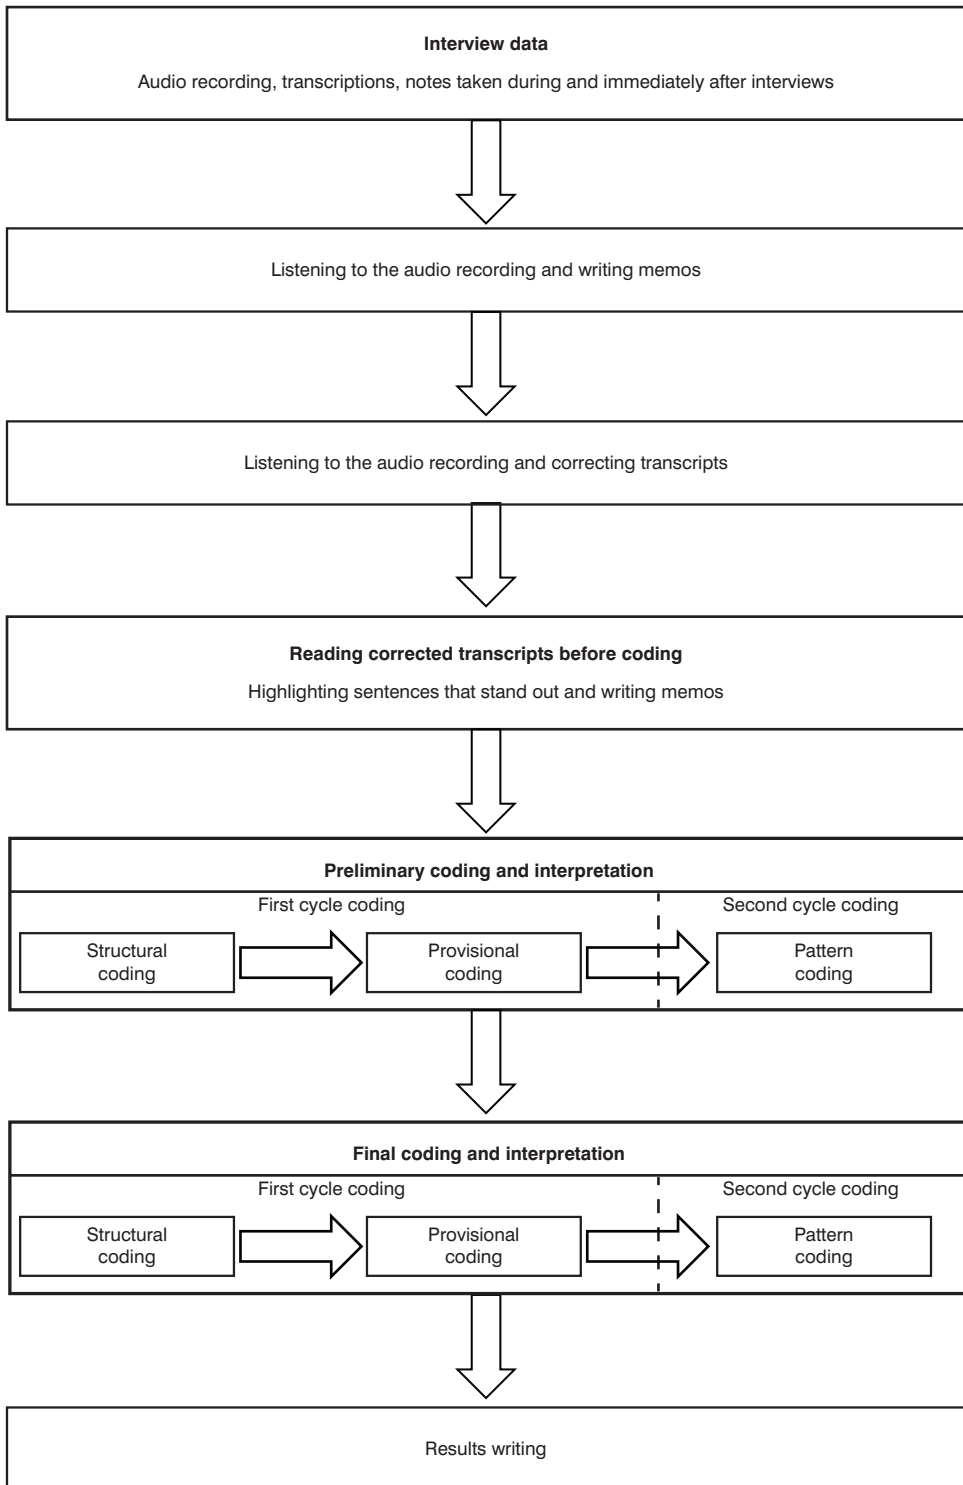 Interview data
Audio recording, transcriptions, notes taken during and immediately after interviews
Listening to the audio recording and writing memos
Listening to the audio recording and correcting transcripts
Reading corrected transcripts before coding
Highlighting sentences that stand out and writing memos
Preliminary coding and interpretation
First cycle coding
Second cycle coding
Structural
coding
Provisional
coding
Pattern
coding
Final coding and interpretation
First cycle coding
Second cycle coding
Structural
coding
Provisional
coding
Pattern
coding
Results writing